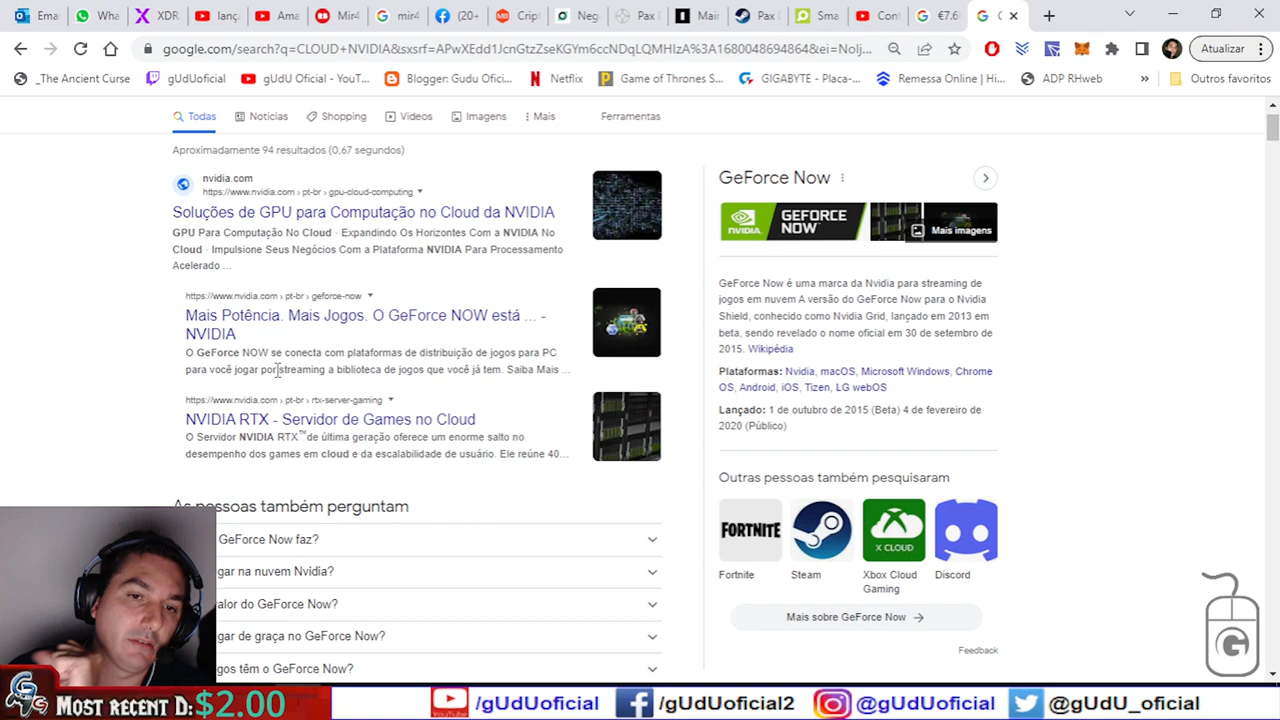 Ema
Wha
XDR
lança
Ama
Mir4
mir4
(20+
Cript
Neg
Pax D
Main
Pax D
Sma
Cont
€7.6
G
google.com/search?q=CLOUD+NVIDIA&sxsrf=APwXEdd1JcnGtzZseKGYm6ccNDqLQMHIzA%3A1680048694864&ei=Nolj...
Atualizar
_The Ancient Curse
gUdUoficial
gUdU Oficial - YouT...
Blogger: Gudu Ofici...
Netflix
Game of Thrones S...
GIGABYTE - Placa-...
Remessa Online | Hi...
ADP RHweb
»
Outros favoritos
Todas
Notícias
Shopping
Vídeos
Imagens
Mais
Ferramentas
Aproximadamente 94 resultados (0,67 segundos)
nvidia.com
https://www.nvidia.com › pt-br › gpu-cloud-computing
Soluções de GPU para Computação no Cloud da NVIDIA
GPU Para Computação No Cloud · Expandindo Os Horizontes Com a NVIDIA No
Cloud · Impulsione Seus Negócios Com a Plataforma NVIDIA Para Processamento
Acelerado ...
https://www.nvidia.com › pt-br › geforce-now
Mais Potência. Mais Jogos. O GeForce NOW está ... -
NVIDIA
O GeForce NOW se conecta com plataformas de distribuição de jogos para PC
para você jogar por streaming a biblioteca de jogos que você já tem. Saiba Mais ...
https://www.nvidia.com › pt-br › rtx-server-gaming
NVIDIA RTX - Servidor de Games no Cloud
O Servidor NVIDIA RTX™ de última geração oferece um enorme salto no
desempenho dos games em cloud e da escalabilidade de usuário. Ele reúne 40...
As pessoas também perguntam
GeForce Now faz?
gar na nuvem Nvidia?
alor do GeForce Now?
gar de graça no GeForce Now?
gos têm o GeForce Now?
GeForce Now
NVIDIA
GEFORCE
NOW
Mais imagens
GeForce Now é uma marca da Nvidia para streaming de
jogos em nuvem A versão do GeForce Now para o Nvidia
Shield, conhecido como Nvidia Grid, lançado em 2013 em
beta, sendo revelado o nome oficial em 30 de setembro de
2015. Wikipédia
Plataformas: Nvidia, macOS, Microsoft Windows, Chrome
OS, Android, iOS, Tizen, LG webOS
Lançado: 1 de outubro de 2015 (Beta) 4 de fevereiro de
2020 (Público)
Outras pessoas também pesquisaram
FORTNITE
X CLOUD
Fortnite
Steam
Xbox Cloud
Gaming
Discord
Mais sobre GeForce Now
Feedback
G
Most recent D: $2.00
YouTube
/gUdUoficial
/gUdUoficial2
@gUdUoficial
@gUdU_oficial